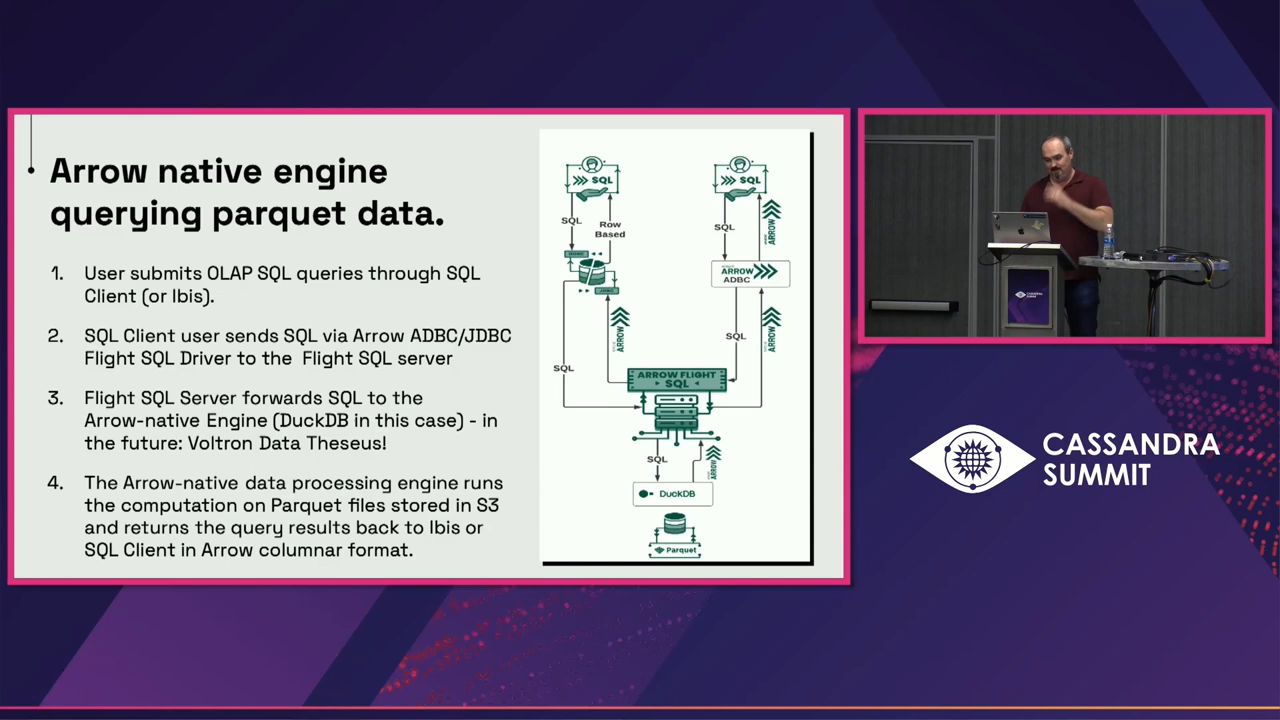 Arrow native engine
querying parquet data.
1. User submits OLAP SQL queries through SQL
Client (or Ibis).
2. SQL Client user sends SQL via Arrow ADBC/JDBC
Flight SQL Driver to the Flight SQL server
3. Flight SQL Server forwards SQL to the
Arrow-native Engine (DuckDB in this case) - in
the future: Voltron Data Theseus!
4. The Arrow-native data processing engine runs
the computation on Parquet files stored in S3
and returns the query results back to Ibis or
SQL Client in Arrow columnar format.
SQL
SQL
SQL
Row
Based
SQL
ARROW
ARROW
ADBC
JDBC
ARROW
ARROW
SQL
SQL
ARROW FLIGHT
SQL
SQL
ARROW
DuckDB
Parquet
CASSANDRA
SUMMIT